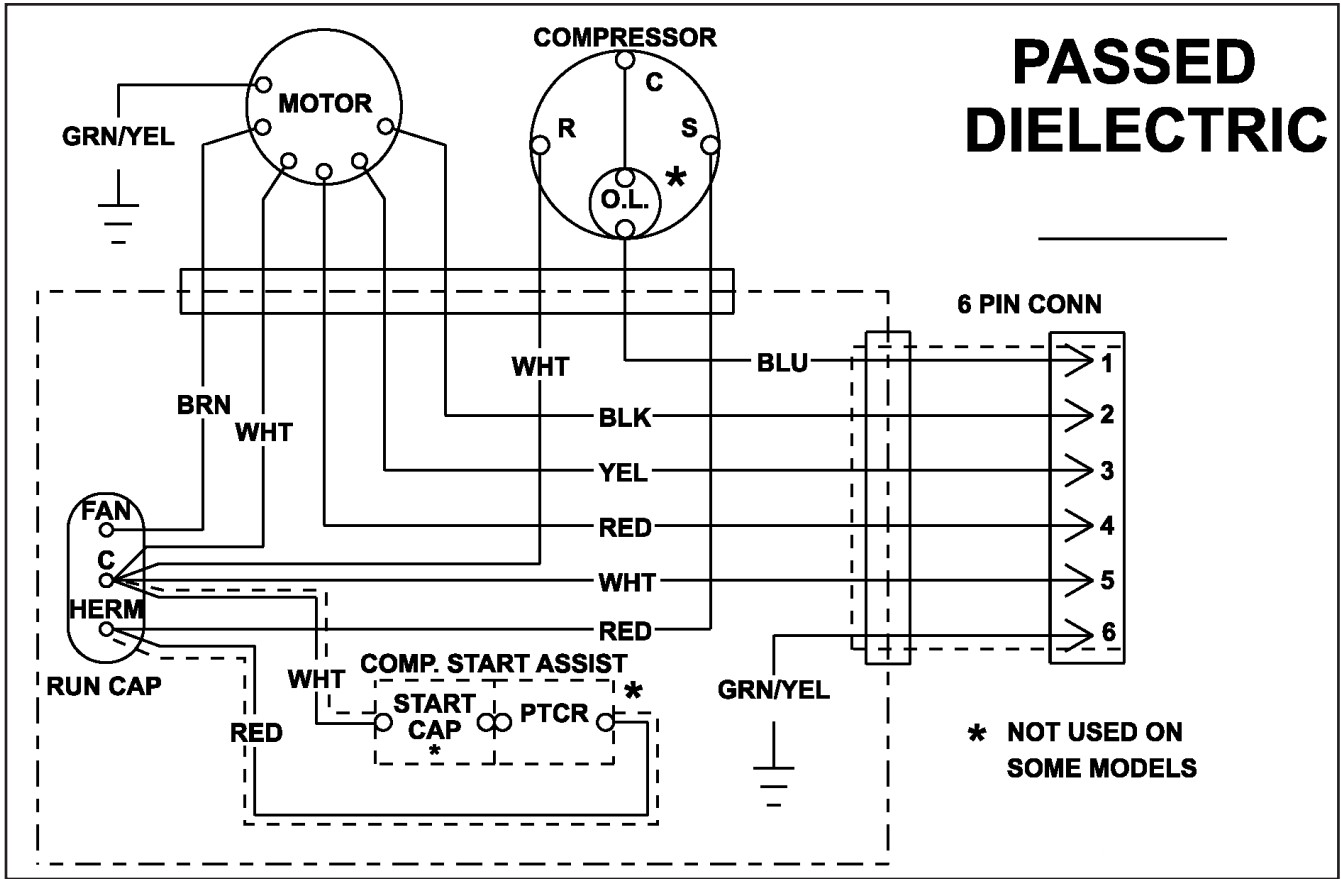 COMPRESSOR
PASSED
DIELECTRIC
MOTOR
C
GRN/YEL
R
S
*
O.L.
6 PIN CONN
WHT
BLU
1
BRN
WHT
BLK
2
YEL
3
FAN
RED
4
C
WHT
5
HERM
RED
6
RUN CAP
WHT
COMP. START ASSIST
*
GRN/YEL
START
CAP
*
PTCR
RED
* NOT USED ON
SOME MODELS